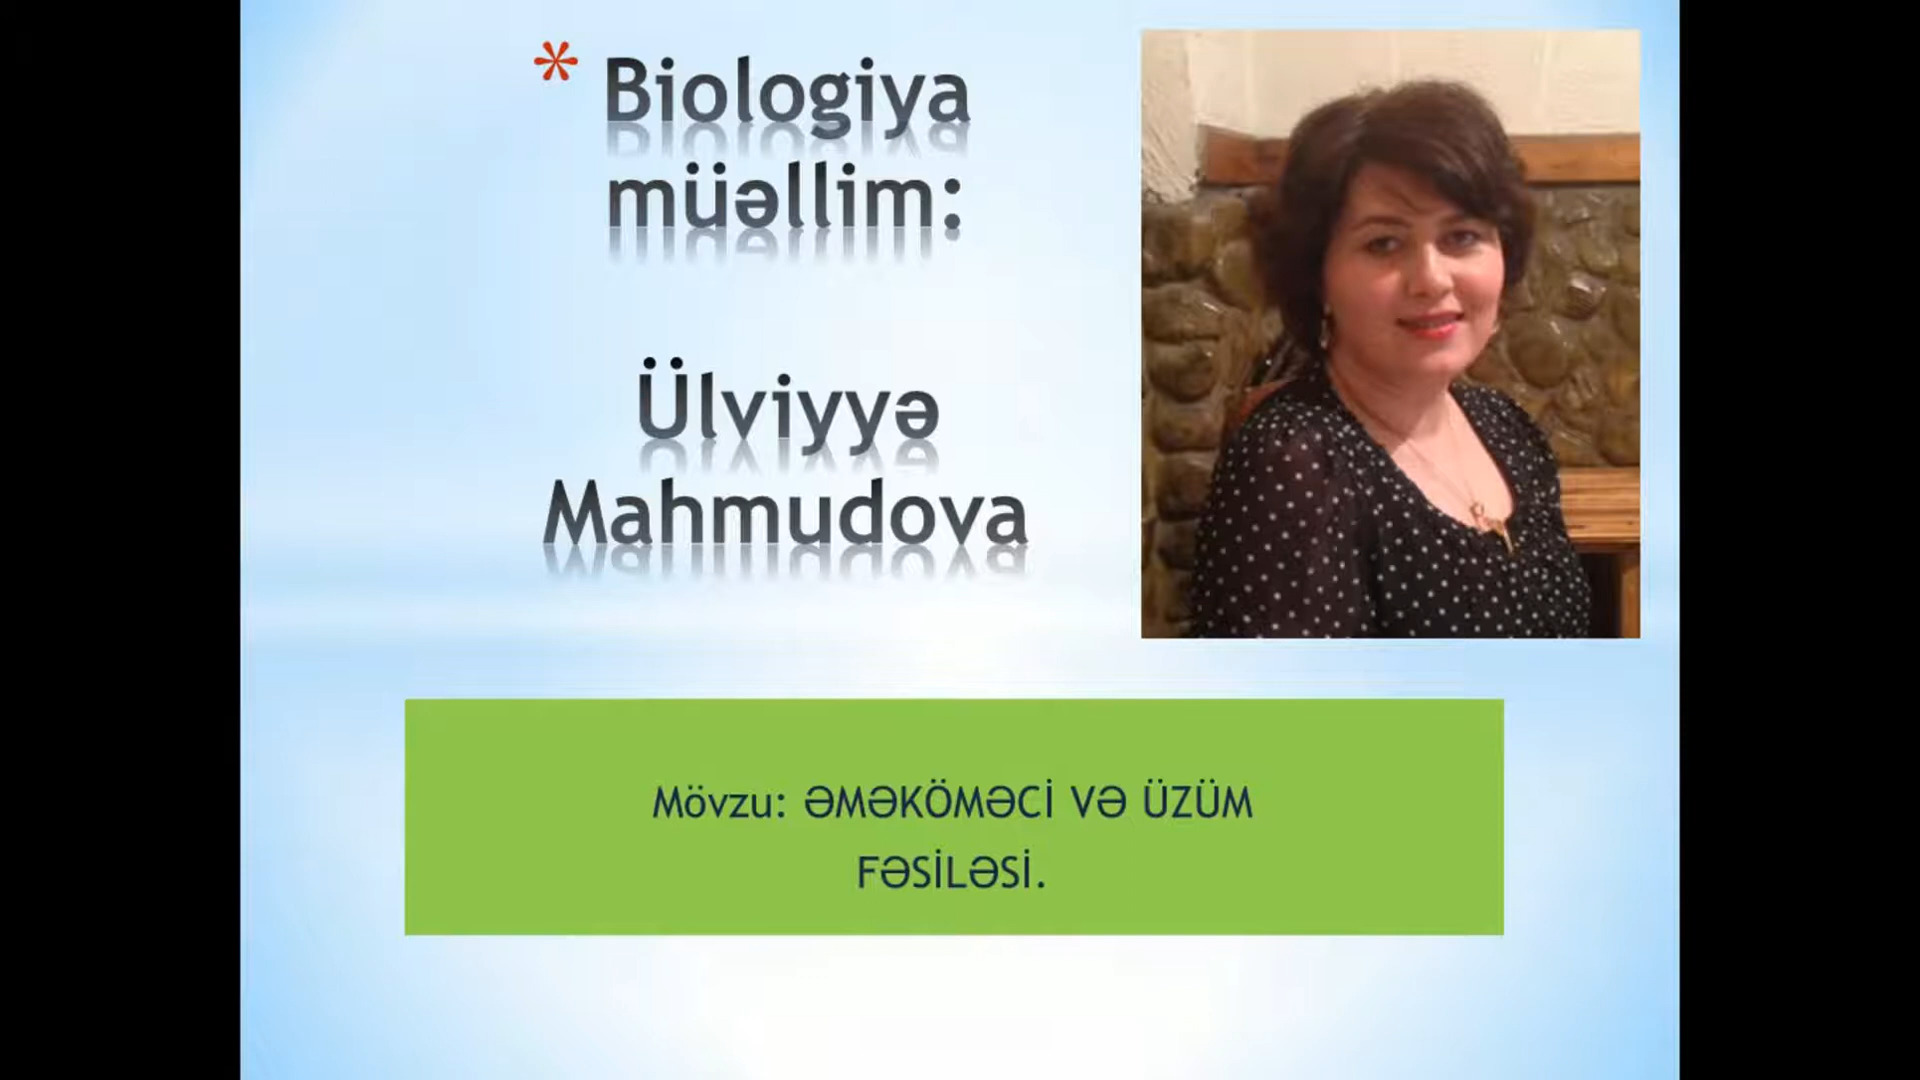 * Biologiya
müəllim:
Ülviyyə
Mahmudova
Mövzu: ƏMƏKÖMƏCİ VƏ ÜZÜM
FƏSİLƏSİ.